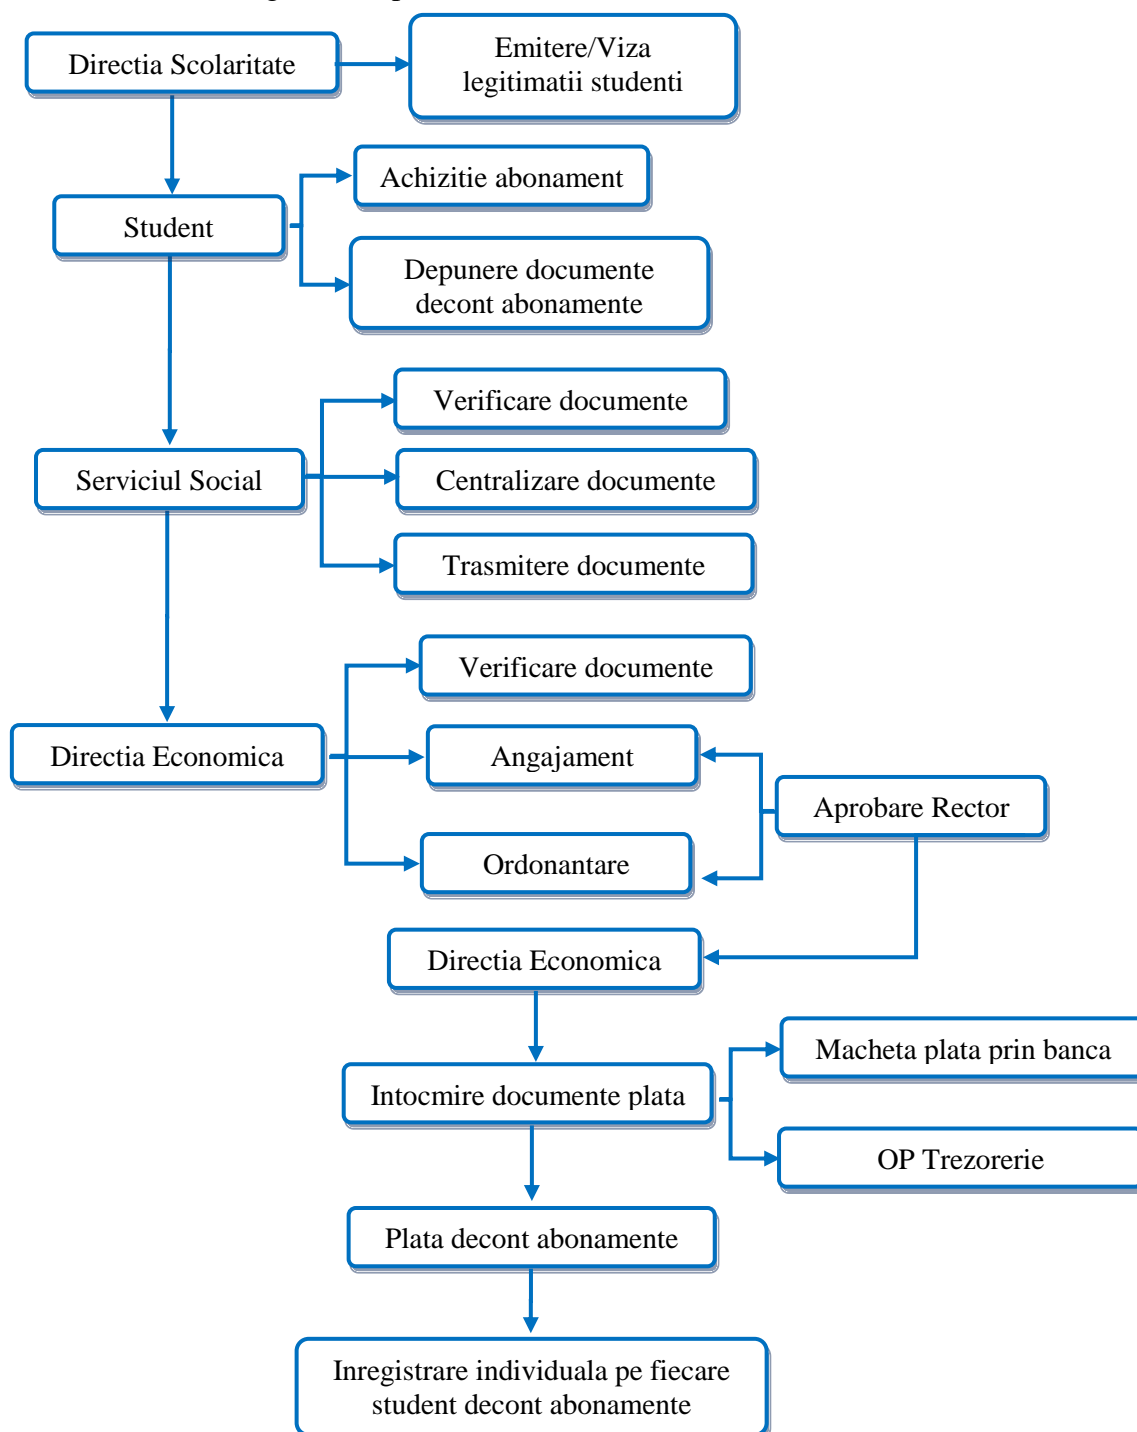 Directia Scolaritate
Emitere/Viza
legitimatii studenti
Achizitie abonament
Student
Depunere documente
decont abonamente
Verificare documente
Serviciul Social
Centralizare documente
Trasmitere documente
Verificare documente
Directia Economica
Angajament
Aprobare Rector
Ordonantare
Directia Economica
Macheta plata prin banca
Intocmire documente plata
OP Trezorerie
Plata decont abonamente
Inregistrare individuala pe fiecare
student decont abonamente